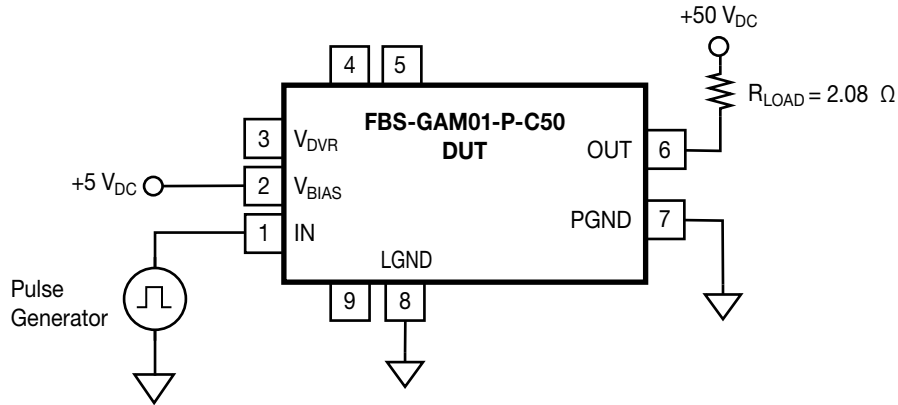 +50 V_DC
R_LOAD = 2.08 Ω
4 5
FBS-GAM01-P-C50
DUT
3 V_DVR
OUT 6
+5 V_DC
2 V_BIAS
1 IN
PGND 7
LGND
9 8
Pulse
Generator